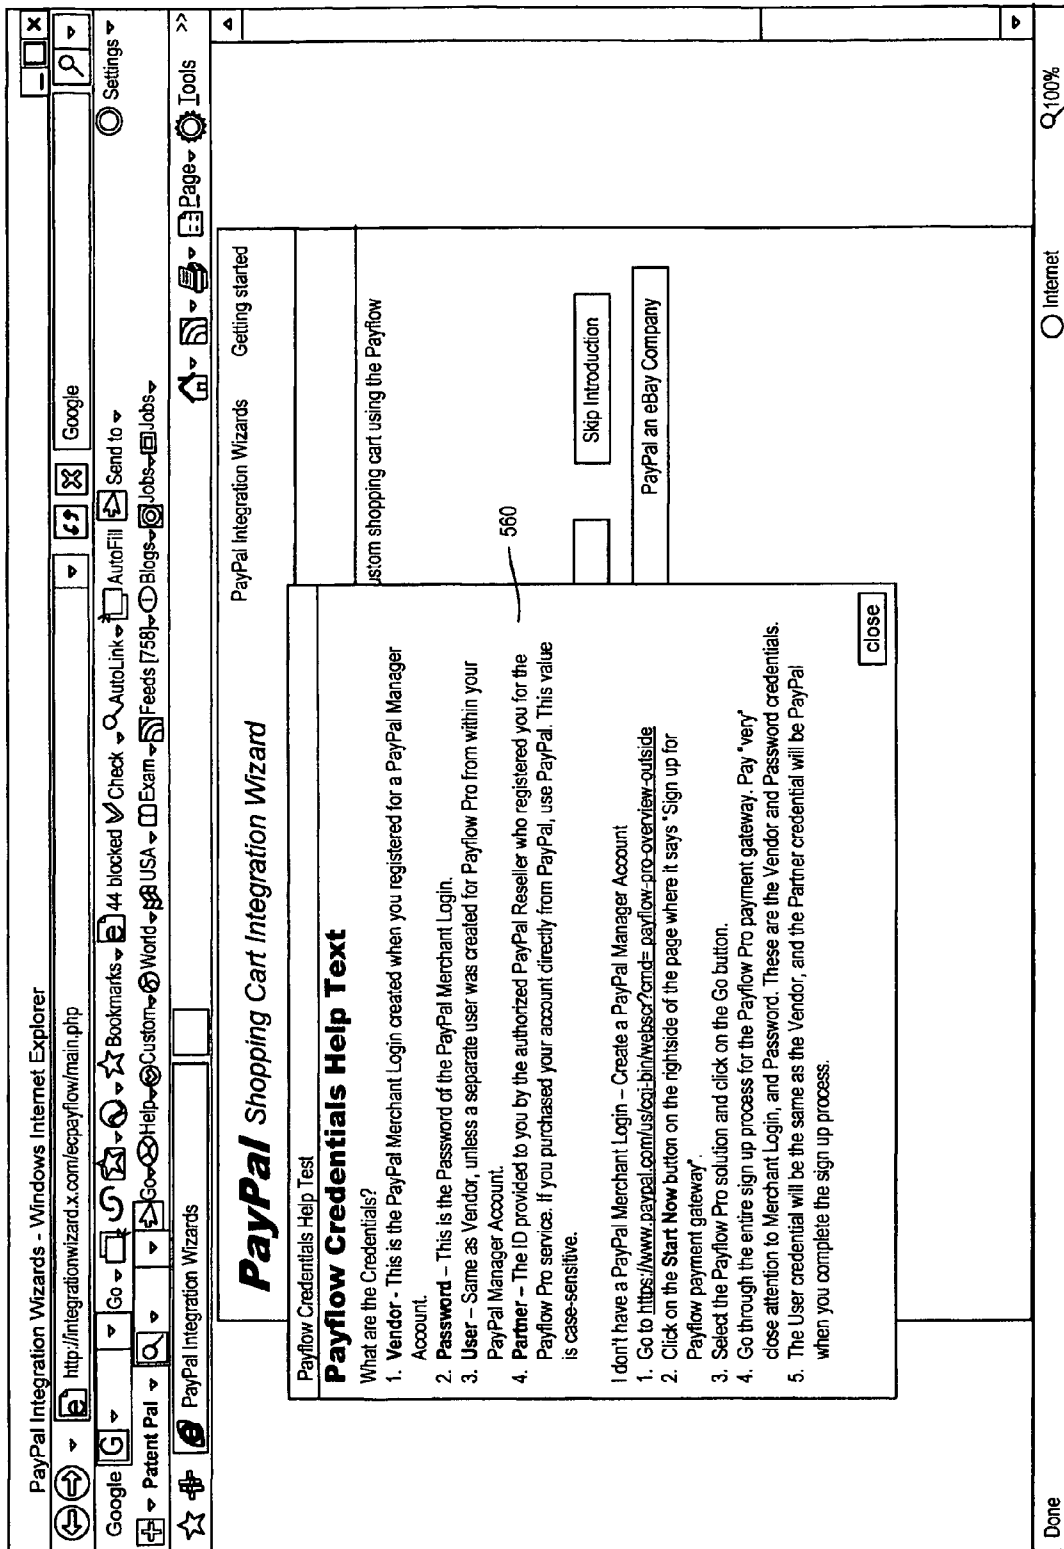 PayPal Integration Wizards - Windows Internet Explorer
http://integrationwizard.x.com/ecpayflow/main.php
Google
Google G Go Bookmarks 44 blocked Check AutoLink AutoFill Send to Settings
Patent Pal Go Help Custom World USA Exam Feeds [758] Blogs Jobs Jobs
PayPal Integration Wizards Page Tools >>
PayPal Shopping Cart Integration Wizard
PayPal Integration Wizards Getting started
ustom shopping cart using the Payflow
Skip Introduction
PayPal an eBay Company
Payflow Credentials Help Test
Payflow Credentials Help Text
What are the Credentials?
1. Vendor - This is the PayPal Merchant Login created when you registered for a PayPal Manager
Account.
2. Password – This is the Password of the PayPal Merchant Login.
3. User – Same as Vendor, unless a separate user was created for Payflow Pro from within your
PayPal Manager Account.
4. Partner – The ID provided to you by the authorized PayPal Reseller who registered you for the
Payflow Pro service. If you purchased your account directly from PayPal, use PayPal. This value
is case-sensitive.
560
I don't have a PayPal Merchant Login – Create a PayPal Manager Account
1. Go to https://www.paypal.com/us/cgi-bin/webscr?cmd=_payflow-pro-overview-outside
2. Click on the Start Now button on the rightside of the page where it says "Sign up for
Payflow payment gateway".
3. Select the Payflow Pro solution and click on the Go button.
4. Go through the entire sign up process for the Payflow Pro payment gateway. Pay "very"
close attention to Merchant Login, and Password. These are the Vendor and Password credentials.
5. The User credential will be the same as the Vendor, and the Partner credential will be PayPal
when you complete the sign up process.
close
Done Internet 100%